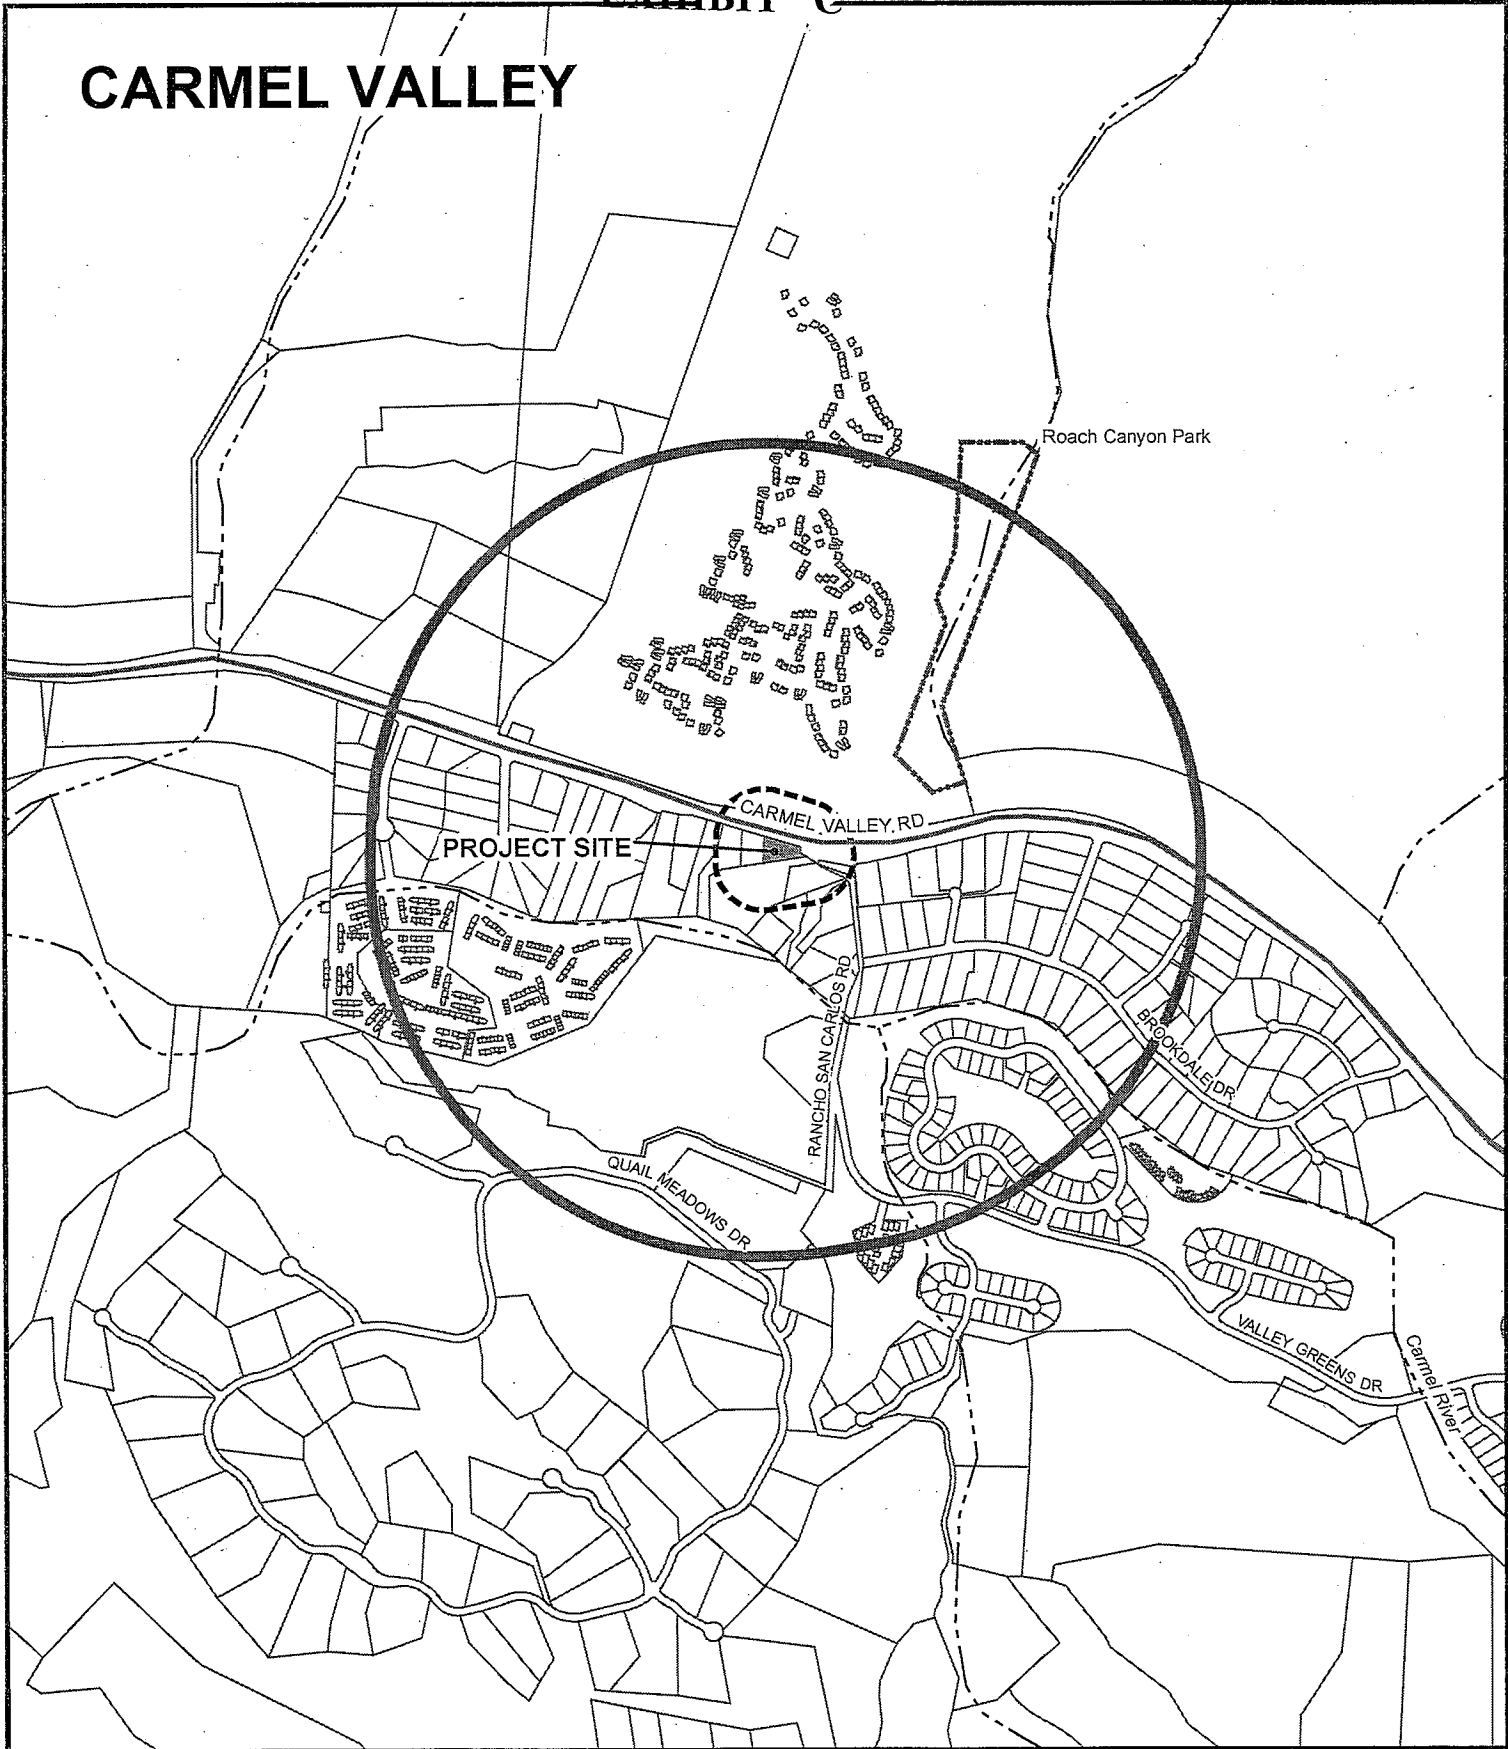 EXHIBIT C
CARMEL VALLEY
Roach Canyon Park
CARMEL VALLEY RD
PROJECT SITE
RANCHO SAN CARLOS RD
BROOKDALE DR
QUAIL MEADOWS DR
VALLEY GREENS DR
Carmel River